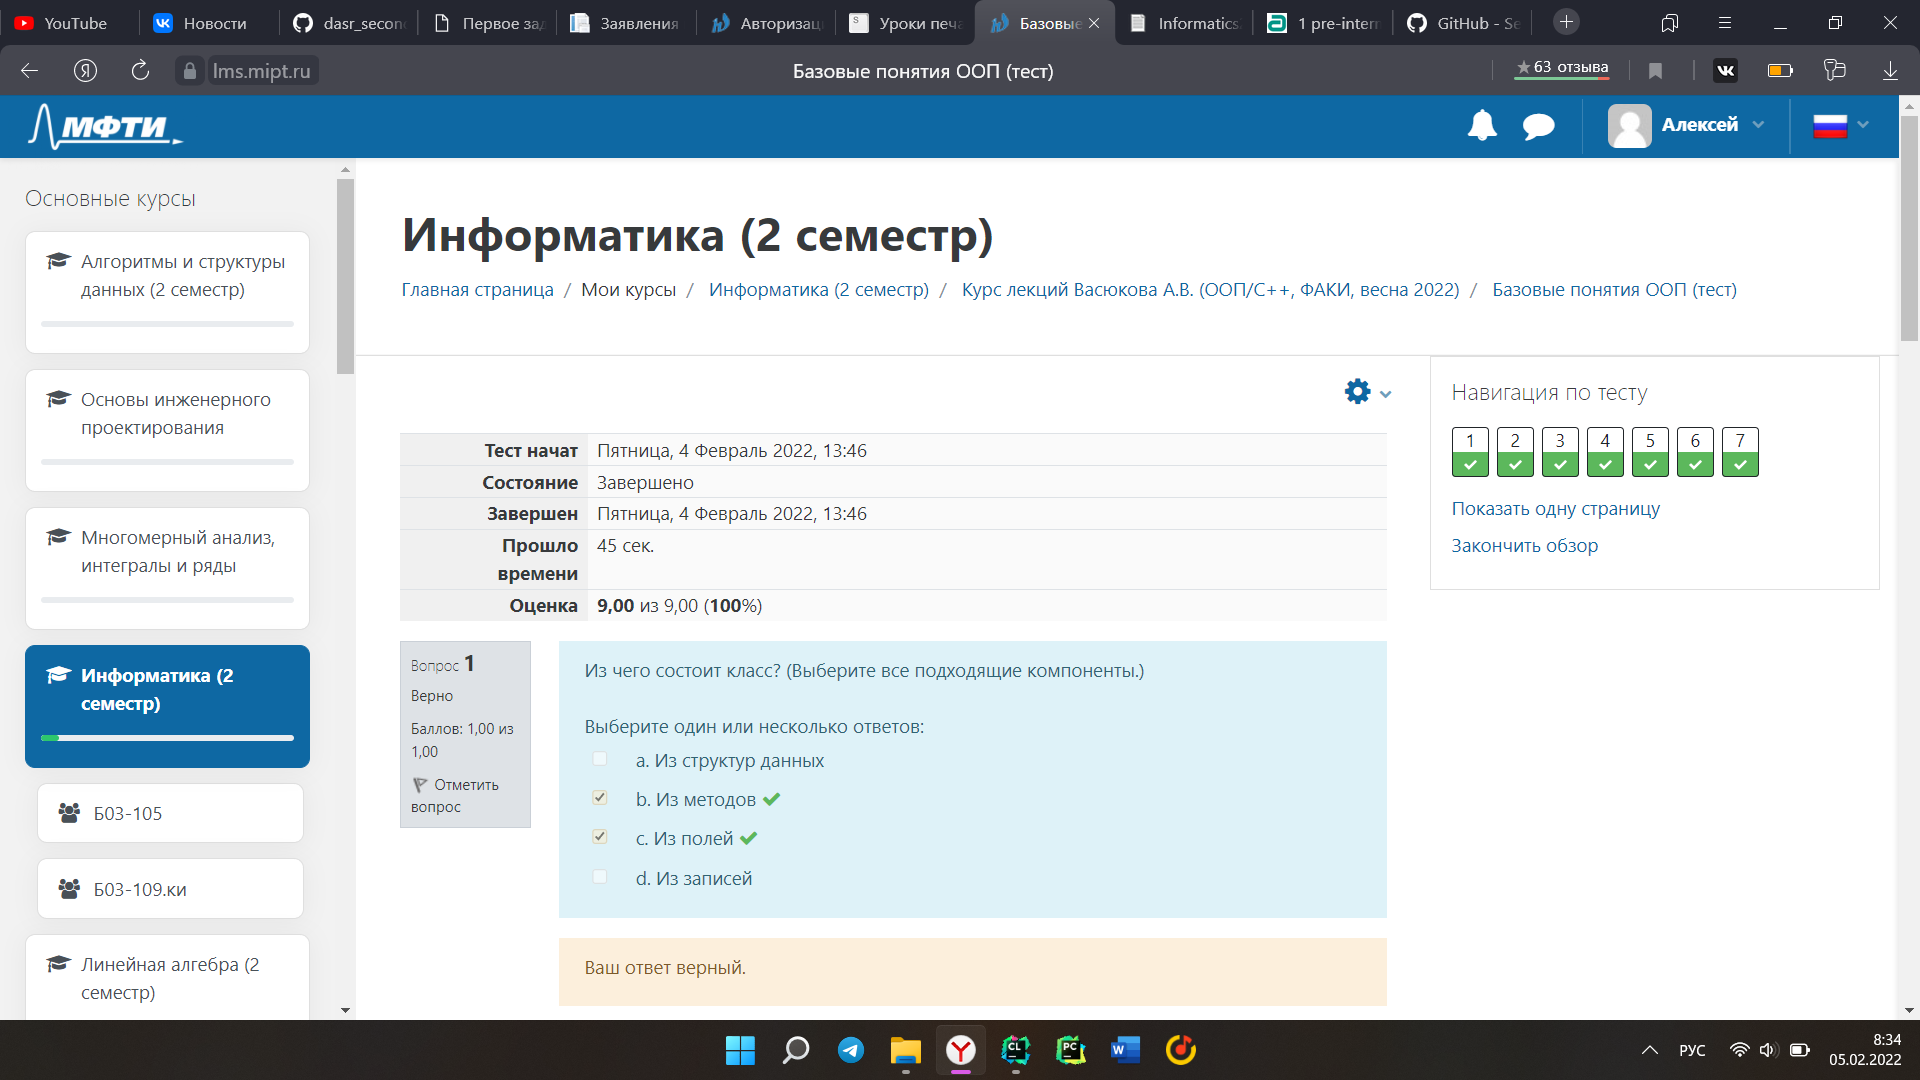 YouTube
Новости
dasr_secon
Первое зад
Заявления
Авторизац
Уроки печа
Базовые
Informatics
1 pre-interm
GitHub - Se
lms.mipt.ru
Базовые понятия ООП (тест)
63 отзыва
МФТИ
Алексей
Основные курсы
Алгоритмы и структуры
данных (2 семестр)
Основы инженерного
проектирования
Многомерный анализ,
интегралы и ряды
Информатика (2
семестр)
Б03-105
Б03-109.ки
Линейная алгебра (2
семестр)
Информатика (2 семестр)
Главная страница / Мои курсы / Информатика (2 семестр) / Курс лекций Васюкова А.В. (ООП/С++, ФАКИ, весна 2022) / Базовые понятия ООП (тест)
Тест начат Пятница, 4 Февраль 2022, 13:46
Состояние Завершено
Завершен Пятница, 4 Февраль 2022, 13:46
Прошло времени 45 сек.
Оценка 9,00 из 9,00 (100%)
Вопрос 1
Верно
Баллов: 1,00 из
1,00
Отметить
вопрос
Из чего состоит класс? (Выберите все подходящие компоненты.)
Выберите один или несколько ответов:
a. Из структур данных
b. Из методов
c. Из полей
d. Из записей
Ваш ответ верный.
Навигация по тесту
1 2 3 4 5 6 7
Показать одну страницу
Закончить обзор
РУС
8:34
05.02.2022